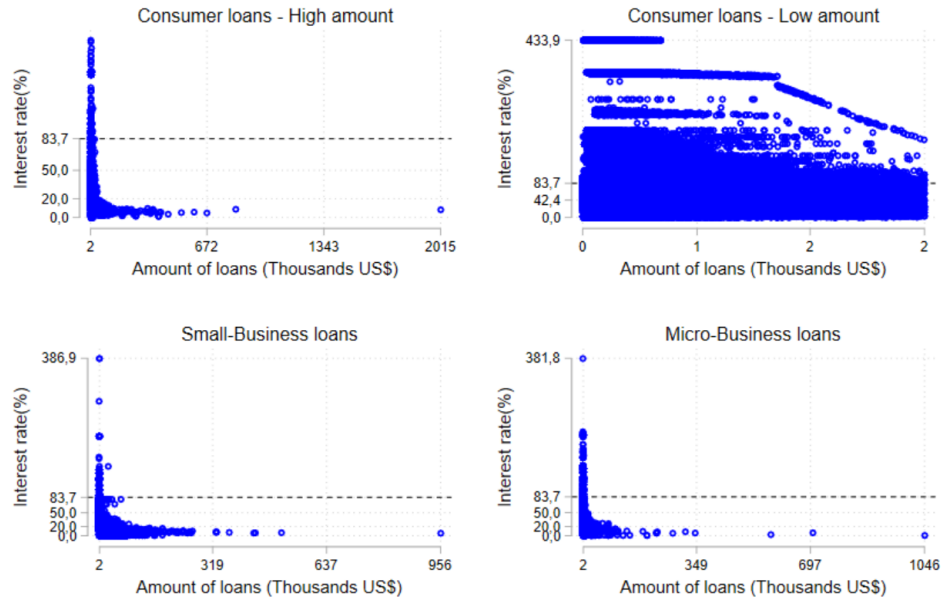 Consumer loans - High amount
Interest rate(%)
83,7
50,0
20,0
0,0
2
672
1343
2015
Amount of loans (Thousands US$)
Consumer loans - Low amount
Interest rate(%)
433,9
83,7
42,4
0,0
0
1
2
2
Amount of loans (Thousands US$)
Small-Business loans
Interest rate(%)
386,9
83,7
50,0
20,0
0,0
2
319
637
956
Amount of loans (Thousands US$)
Micro-Business loans
Interest rate(%)
381,8
83,7
50,0
20,0
0,0
2
349
697
1046
Amount of loans (Thousands US$)